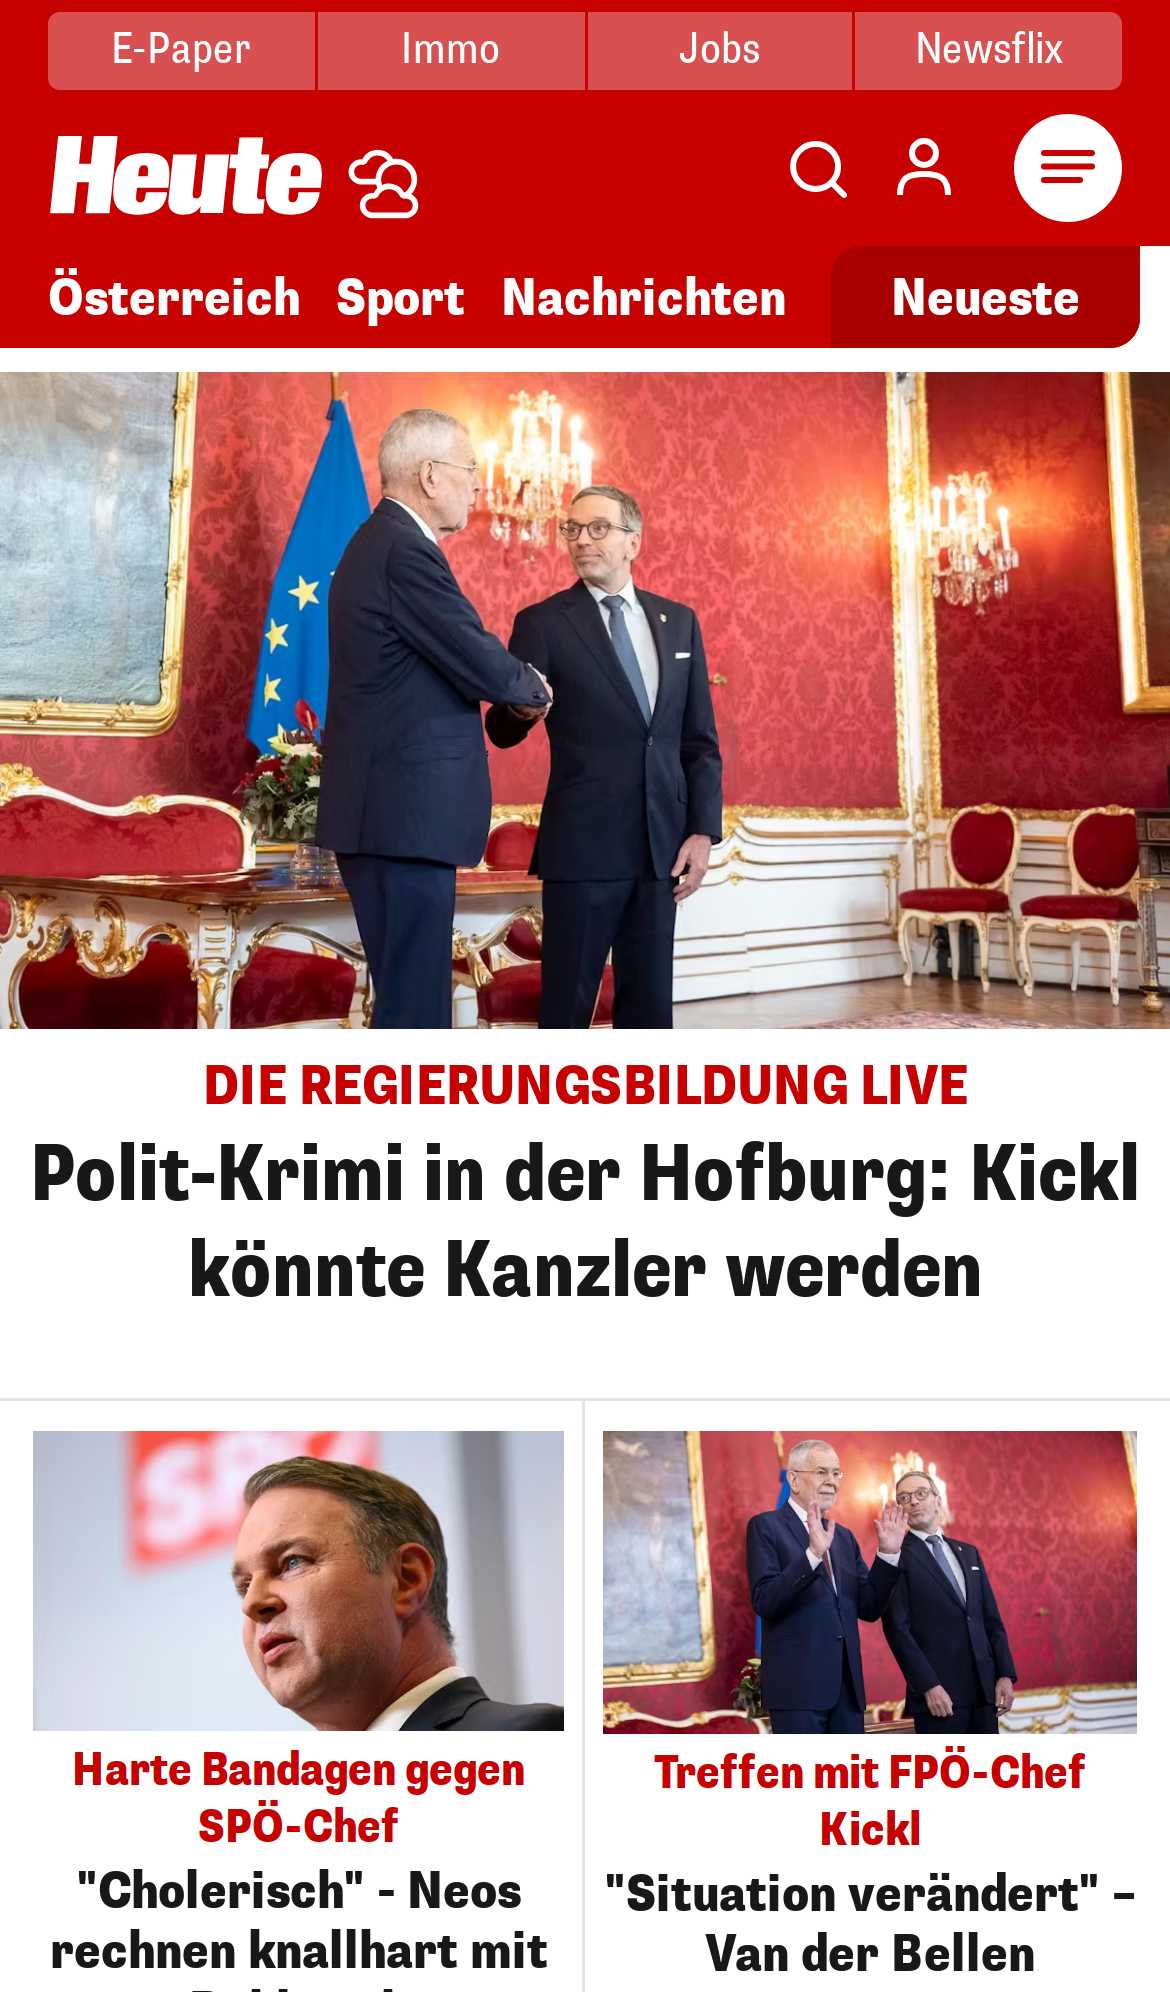 E-Paper Immo Jobs Newsflix
Heute
Österreich Sport Nachrichten Neueste
DIE REGIERUNGSBILDUNG LIVE
Polit-Krimi in der Hofburg: Kickl
könnte Kanzler werden
Harte Bandagen gegen
SPÖ-Chef
"Cholerisch" - Neos
rechnen knallhart mit
Treffen mit FPÖ-Chef
Kickl
"Situation verändert" –
Van der Bellen